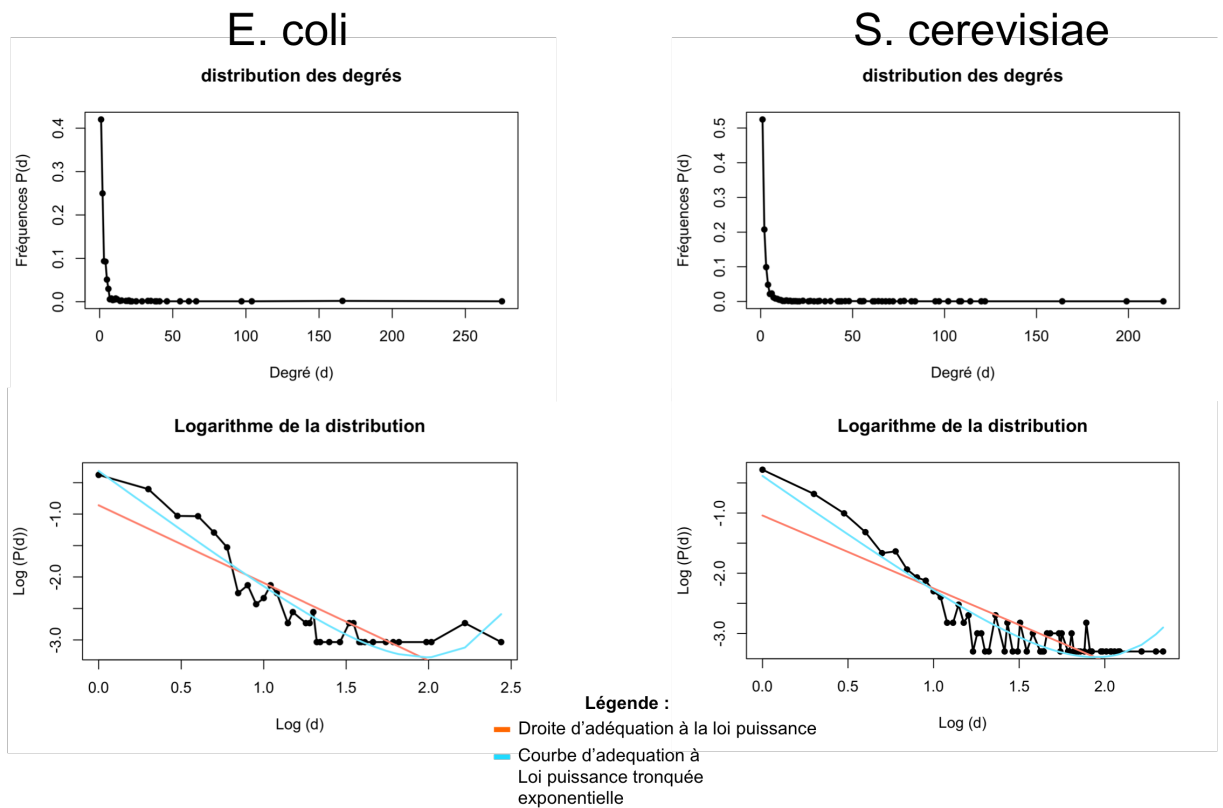 E. coli
distribution des degrés
Fréquences P(d)
0.4
0.3
0.2
0.1
0.0
0 50 100 150 200 250
Degré (d)
Logarithme de la distribution
Log (P(d))
-1.0
-2.0
-3.0
0.0 0.5 1.0 1.5 2.0 2.5
Log (d)
S. cerevisiae
distribution des degrés
Fréquences P(d)
0.5
0.4
0.3
0.2
0.1
0.0
0 50 100 150 200
Degré (d)
Logarithme de la distribution
Log (P(d))
-1.0
-2.0
-3.0
0.0 0.5 1.0 1.5 2.0
Log (d)
Légende :
Droite d’adéquation à la loi puissance
Courbe d’adequation à
Loi puissance tronquée
exponentielle